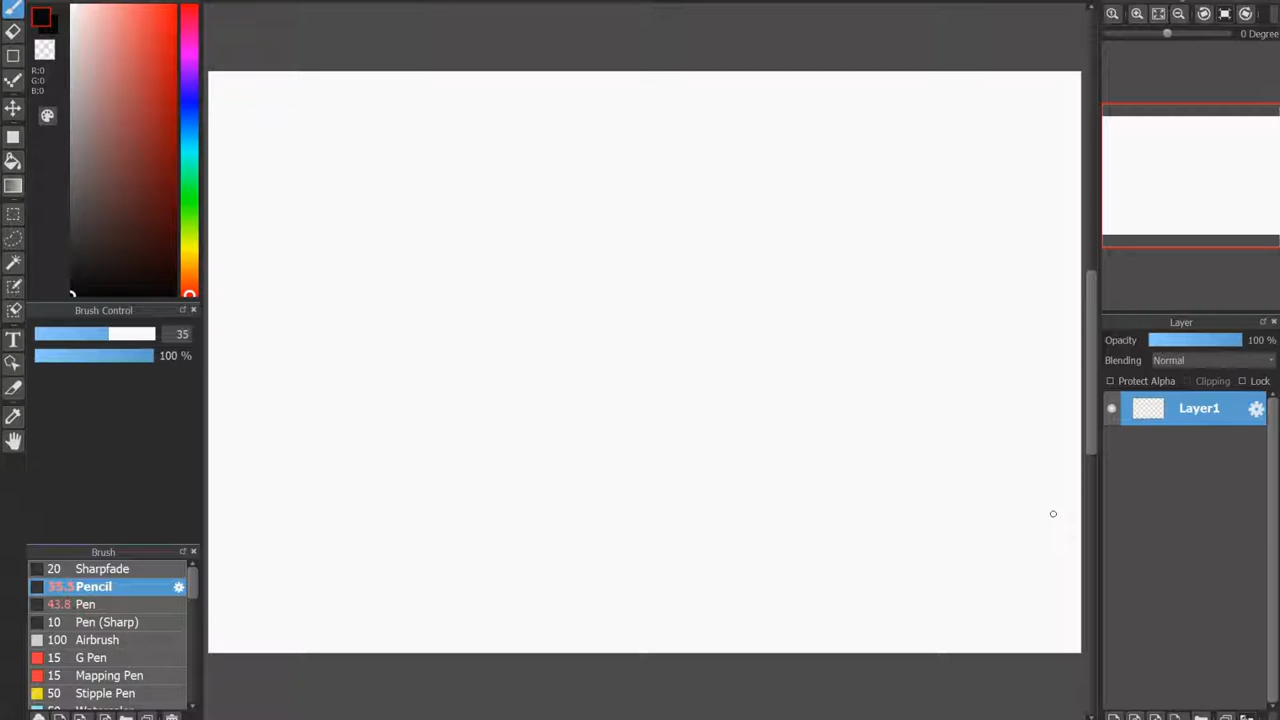 R:0
G:0
B:0
Brush Control
35
100 %
Brush
20 Sharpfade
Pencil
43.8 Pen
10 Pen (Sharp)
100 Airbrush
15 G Pen
15 Mapping Pen
50 Stipple Pen
0 Degree
Layer
Opacity 100 %
Blending Normal
Protect Alpha Clipping Lock
Layer1
T